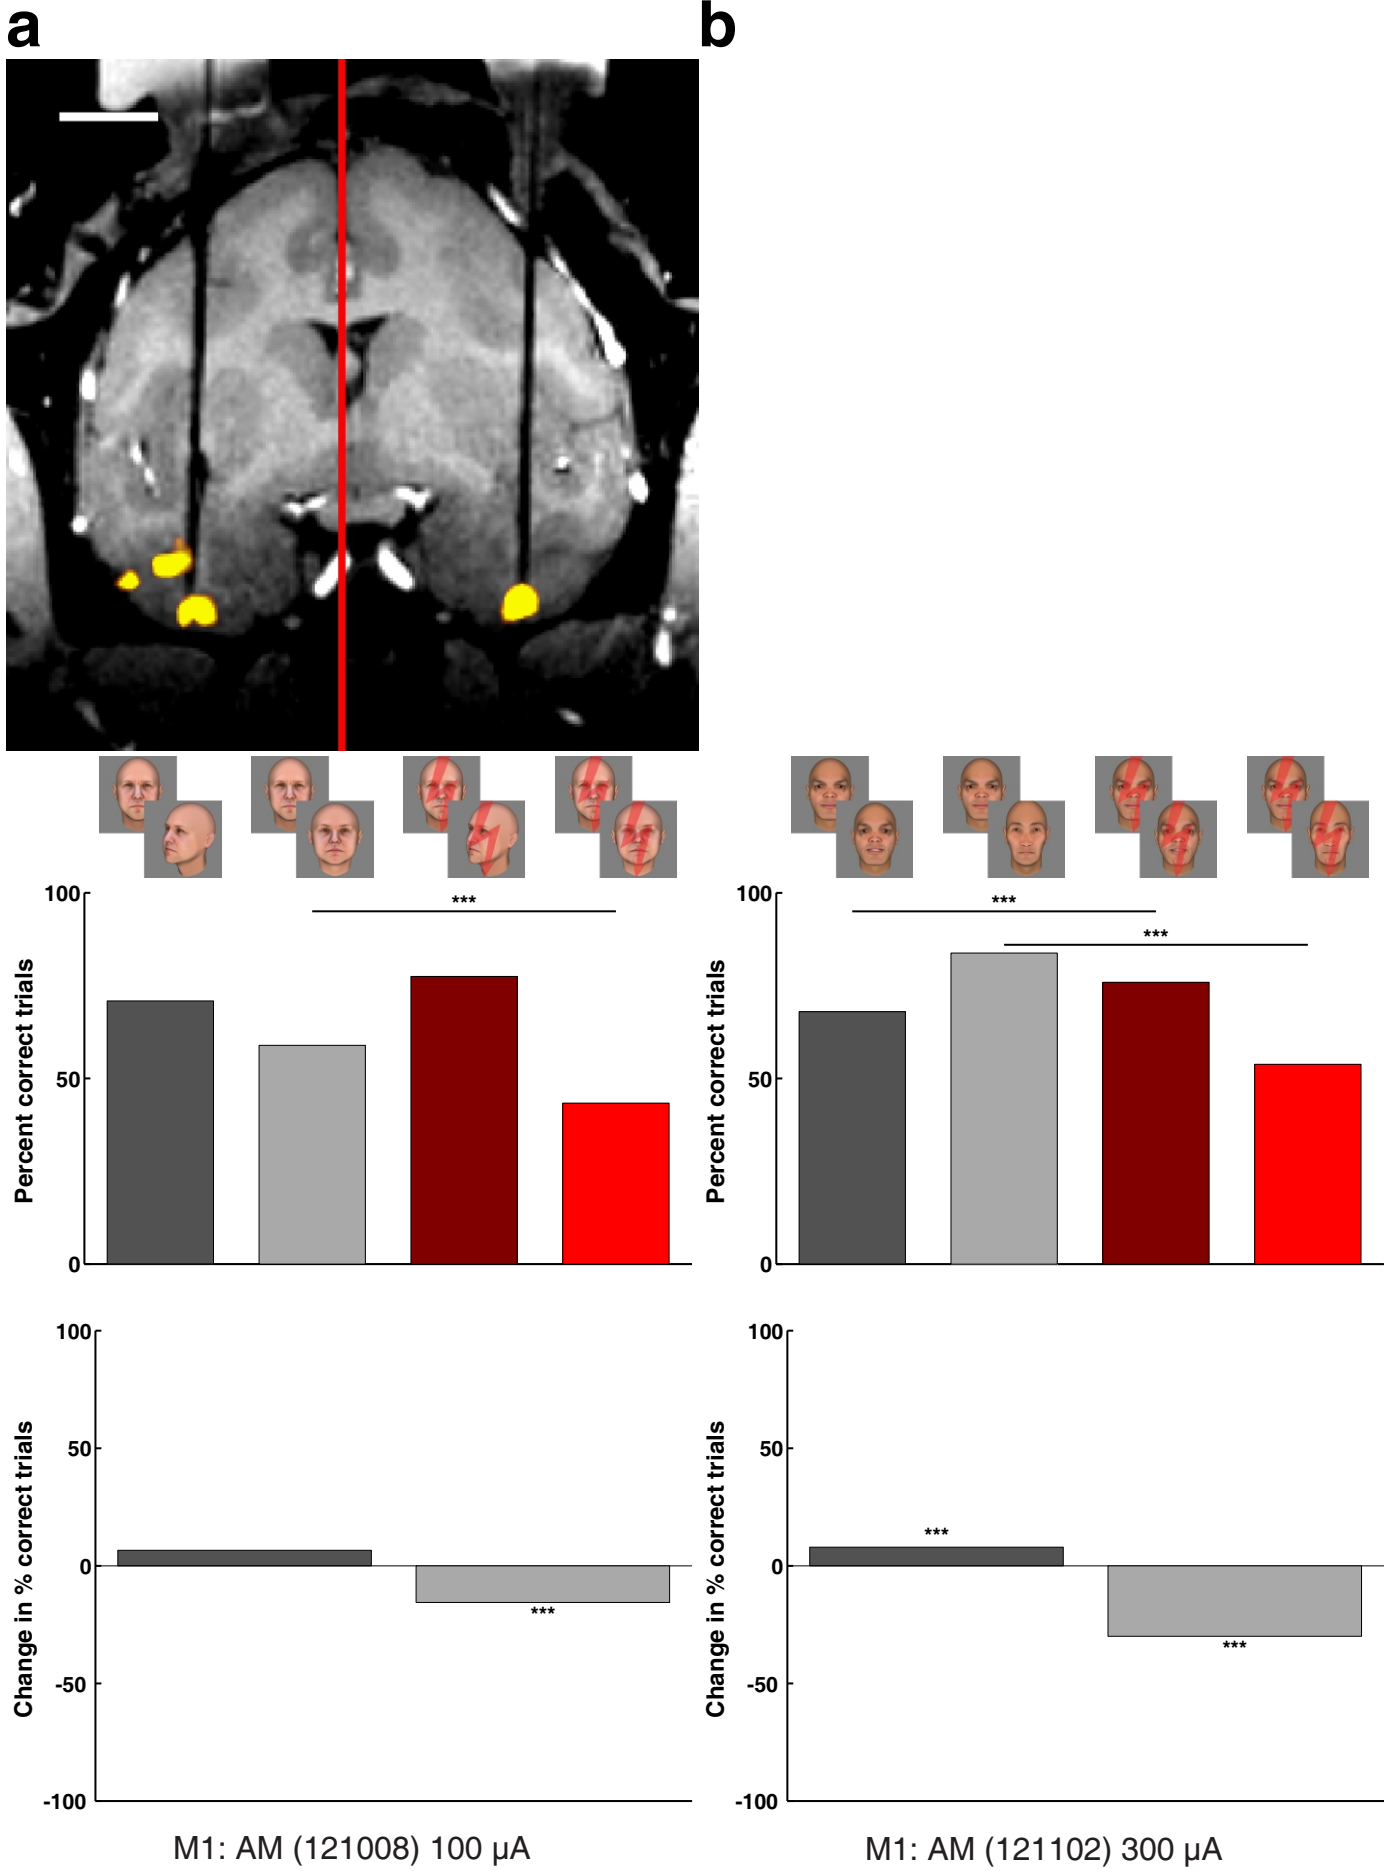 a
b
100
50
0
Percent correct trials
***
100
50
0
Percent correct trials
***
***
100
50
0
-50
-100
Change in % correct trials
***
100
50
0
-50
-100
Change in % correct trials
***
***
M1: AM (121008) 100 µA
M1: AM (121102) 300 µA